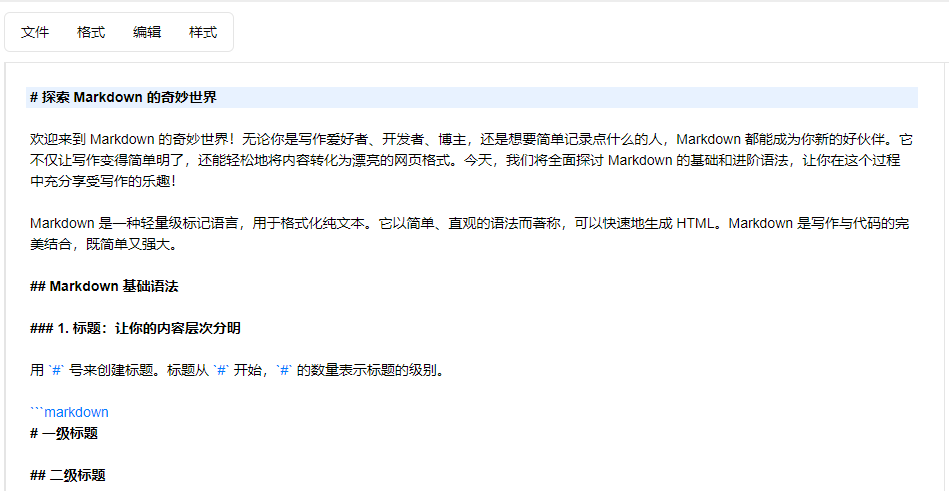 文件 格式 编辑 样式
# 探索 Markdown 的奇妙世界
欢迎来到 Markdown 的奇妙世界！无论你是写作爱好者、开发者、博主，还是想要简单记录点什么的人，Markdown 都能成为你新的好伙伴。它
不仅让写作变得简单明了，还能轻松地将内容转化为漂亮的网页格式。今天，我们将全面探讨 Markdown 的基础和进阶语法，让你在这个过程
中充分享受写作的乐趣！
Markdown 是一种轻量级标记语言，用于格式化纯文本。它以简单、直观的语法而著称，可以快速地生成 HTML。Markdown 是写作与代码的完
美结合，既简单又强大。
## Markdown 基础语法
### 1. 标题：让你的内容层次分明
用 `#` 号来创建标题。标题从 `#` 开始，`#` 的数量表示标题的级别。
```markdown
# 一级标题
## 二级标题